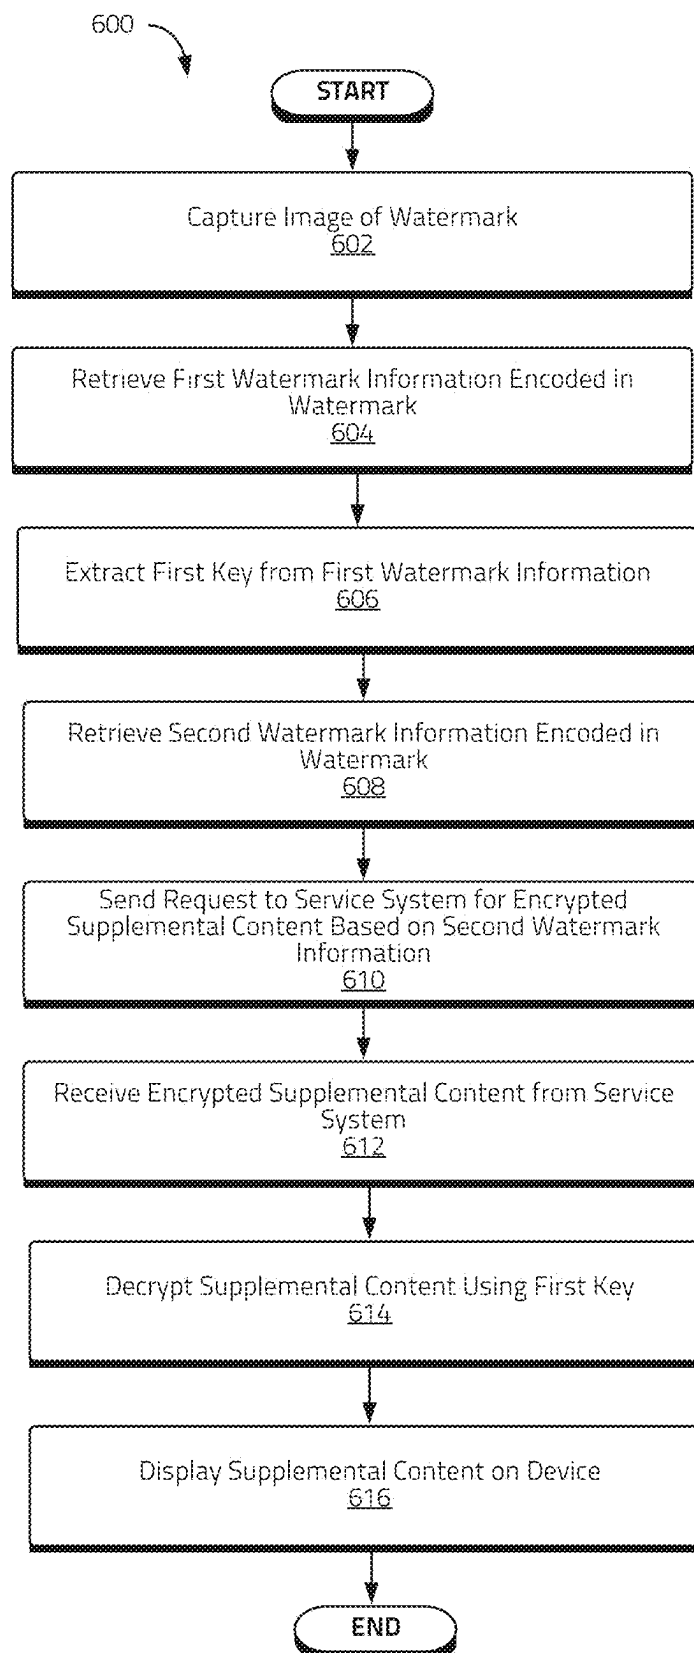 600
START
Capture Image of Watermark
602
Retrieve First Watermark Information Encoded in
Watermark
604
Extract First Key from First Watermark Information
606
Retrieve Second Watermark Information Encoded in
Watermark
608
Send Request to Service System for Encrypted
Supplemental Content Based on Second Watermark
Information
610
Receive Encrypted Supplemental Content from Service
System
612
Decrypt Supplemental Content Using First Key
614
Display Supplemental Content on Device
616
END